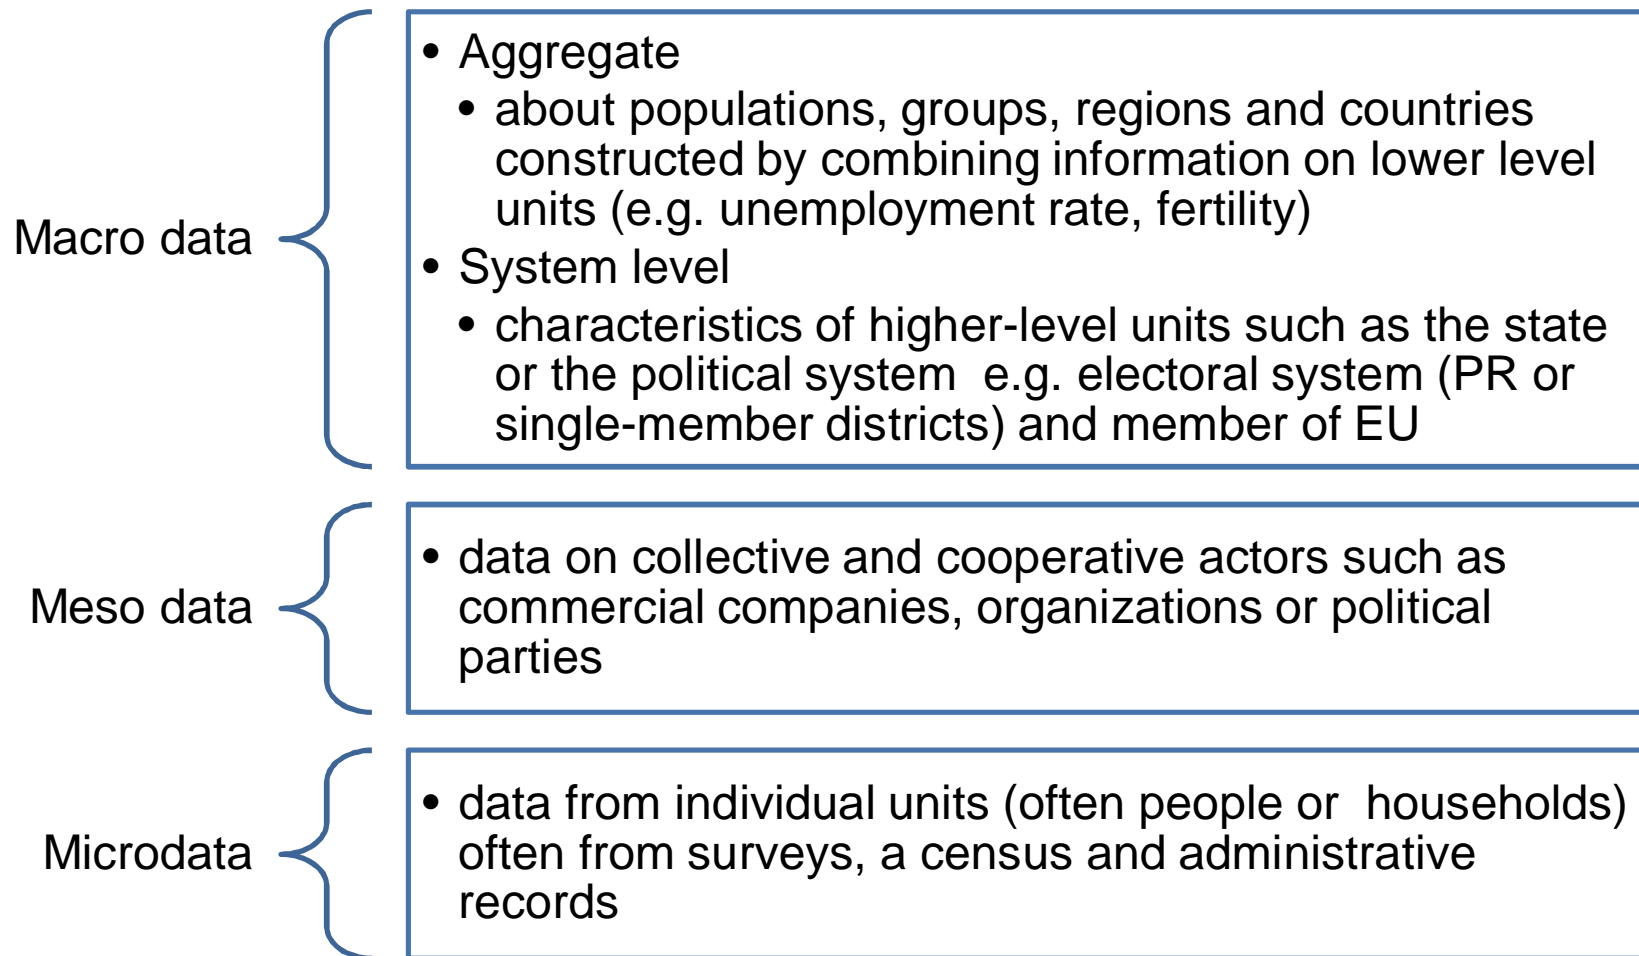 Macro data
• Aggregate
• about populations, groups, regions and countries
constructed by combining information on lower level
units (e.g. unemployment rate, fertility)
• System level
• characteristics of higher-level units such as the state
or the political system  e.g. electoral system (PR or
single-member districts) and member of EU
Meso data
• data on collective and cooperative actors such as
commercial companies, organizations or political
parties
Microdata
• data from individual units (often people or  households)
often from surveys, a census and administrative
records